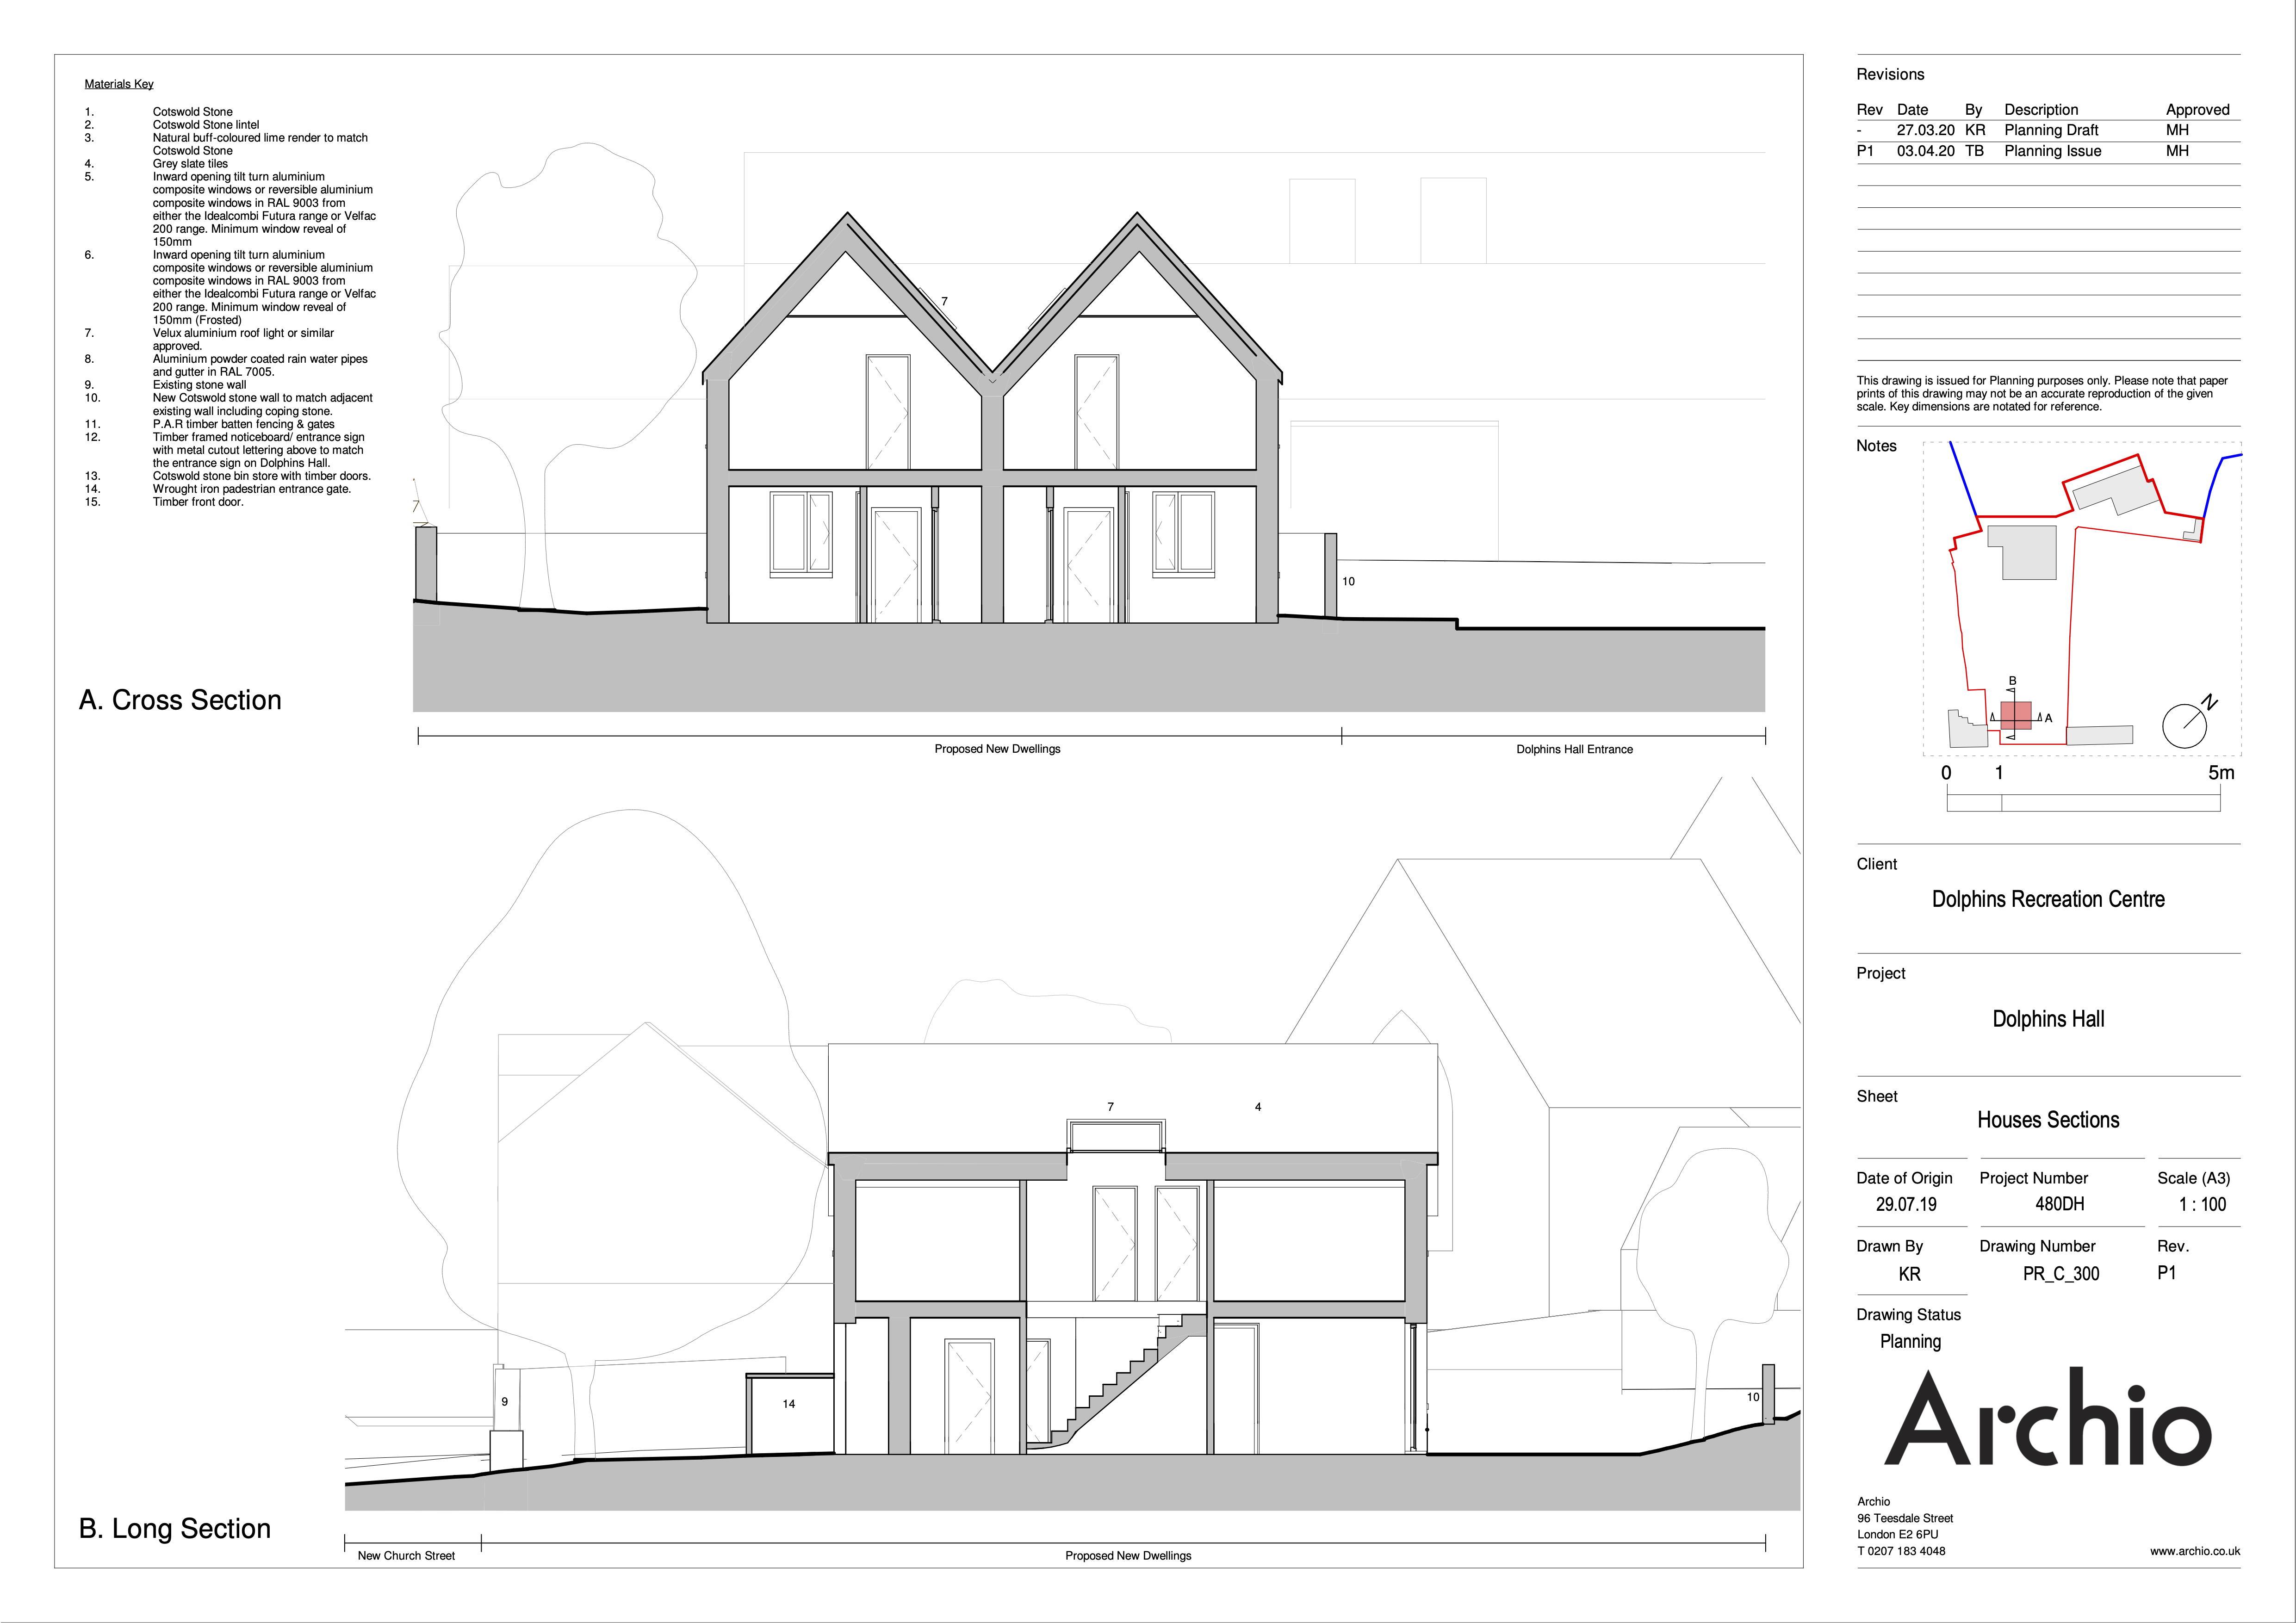 Materials Key
1. Cotswold Stone
2. Cotswold Stone lintel
3. Natural buff-coloured lime render to match
Cotswold Stone
4. Grey slate tiles
5. Inward opening tilt turn aluminium
composite windows or reversible aluminium
composite windows in RAL 9003 from
either the Idealcombi Futura range or Velfac
200 range. Minimum window reveal of
150mm
6. Inward opening tilt turn aluminium
composite windows or reversible aluminium
composite windows in RAL 9003 from
either the Idealcombi Futura range or Velfac
200 range. Minimum window reveal of
150mm (Frosted)
7. Velux aluminium roof light or similar
approved.
8. Aluminium powder coated rain water pipes
and gutter in RAL 7005.
9. Existing stone wall
10. New Cotswold stone wall to match adjacent
existing wall including coping stone.
11. P.A.R timber batten fencing & gates
12. Timber framed noticeboard/ entrance sign
with metal cutout lettering above to match
the entrance sign on Dolphins Hall.
13. Cotswold stone bin store with timber doors.
14. Wrought iron padestrian entrance gate.
15. Timber front door.
7
7
10
A. Cross Section
Proposed New Dwellings
Dolphins Hall Entrance
7
4
9
14
10
B. Long Section
New Church Street
Proposed New Dwellings
Revisions
Rev Date By Description Approved
- 27.03.20 KR Planning Draft MH
P1 03.04.20 TB Planning Issue MH
This drawing is issued for Planning purposes only. Please note that paper
prints of this drawing may not be an accurate reproduction of the given
scale. Key dimensions are notated for reference.
Notes
B
A
N
0 1 5m
Client
Dolphins Recreation Centre
Project
Dolphins Hall
Sheet
Houses Sections
Date of Origin Project Number Scale (A3)
29.07.19 480DH 1 : 100
Drawn By Drawing Number Rev.
KR PR_C_300 P1
Drawing Status
Planning
Archio
Archio
96 Teesdale Street
London E2 6PU
T 0207 183 4048 www.archio.co.uk